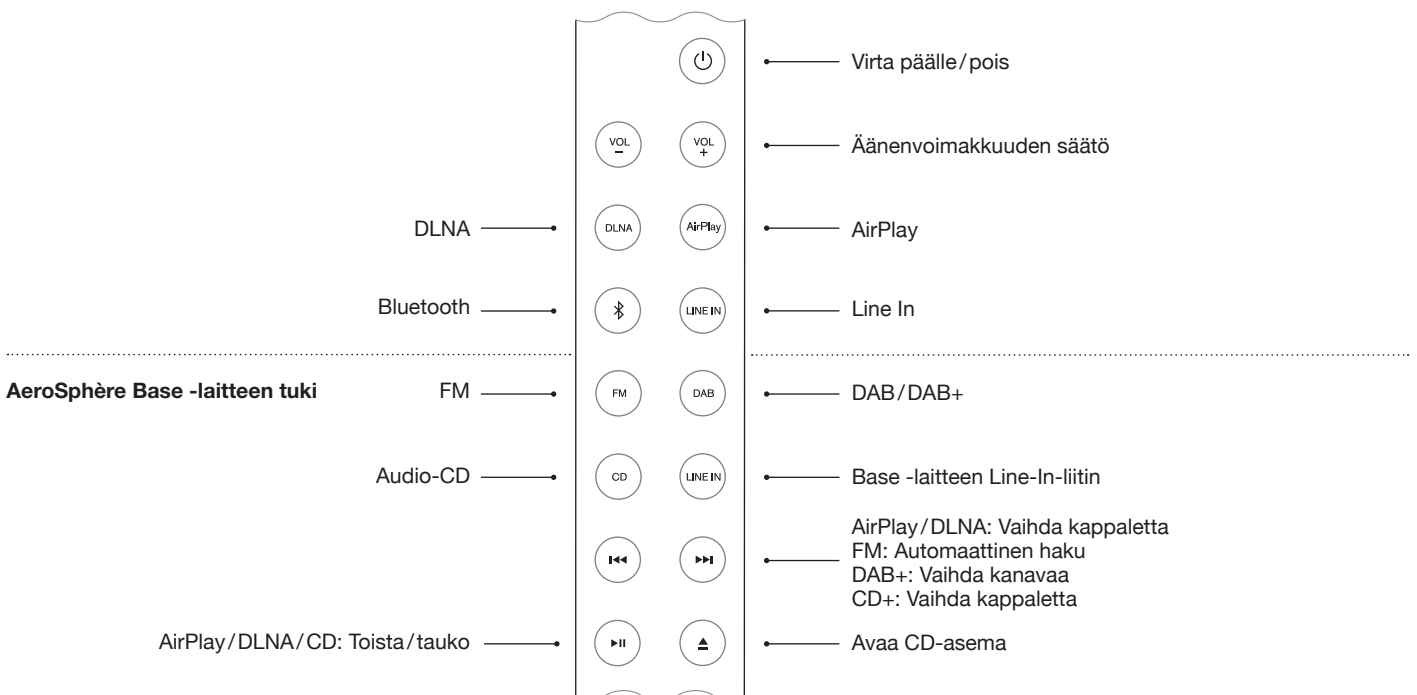 Virta päälle/pois
VOL − VOL +
Äänenvoimakkuuden säätö
DLNA
DLNA AirPlay
AirPlay
Bluetooth
LINE IN
Line In
AeroSphère Base -laitteen tuki
FM
FM DAB
DAB/DAB+
Audio-CD
CD LINE IN
Base -laitteen Line-In-liitin
AirPlay/DLNA: Vaihda kappaletta
FM: Automaattinen haku
DAB+: Vaihda kanavaa
CD+: Vaihda kappaletta
AirPlay/DLNA/CD: Toista/tauko
Avaa CD-asema